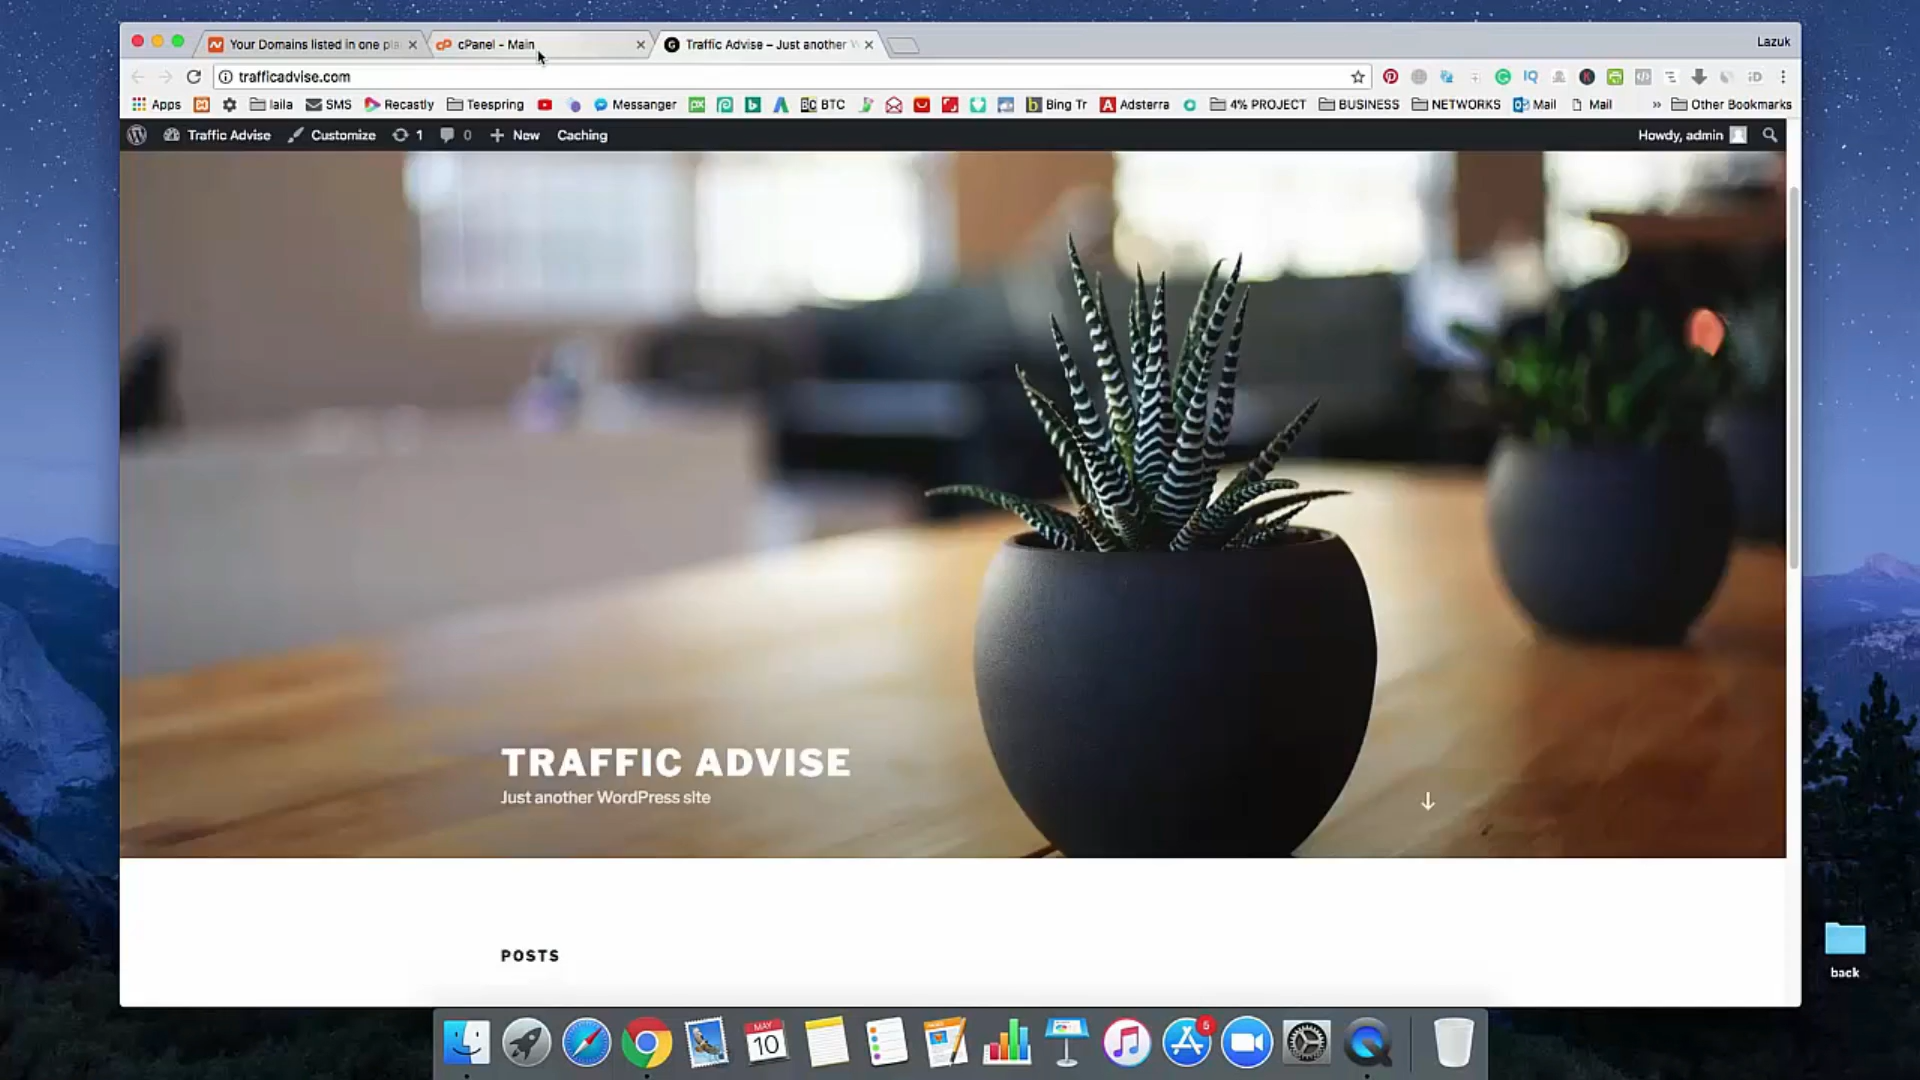 Your Domains listed in one pla
cPanel - Main
Traffic Advise – Just another W
Lazuk
trafficadvise.com
Apps
laila
SMS
Recastly
Teespring
Messanger
BTC
Bing Tr
Adsterra
4% PROJECT
BUSINESS
NETWORKS
Mail
Mail
» Other Bookmarks
Traffic Advise
Customize
1
0
New
Caching
Howdy, admin
TRAFFIC ADVISE
Just another WordPress site
POSTS
back
MAY
10
5